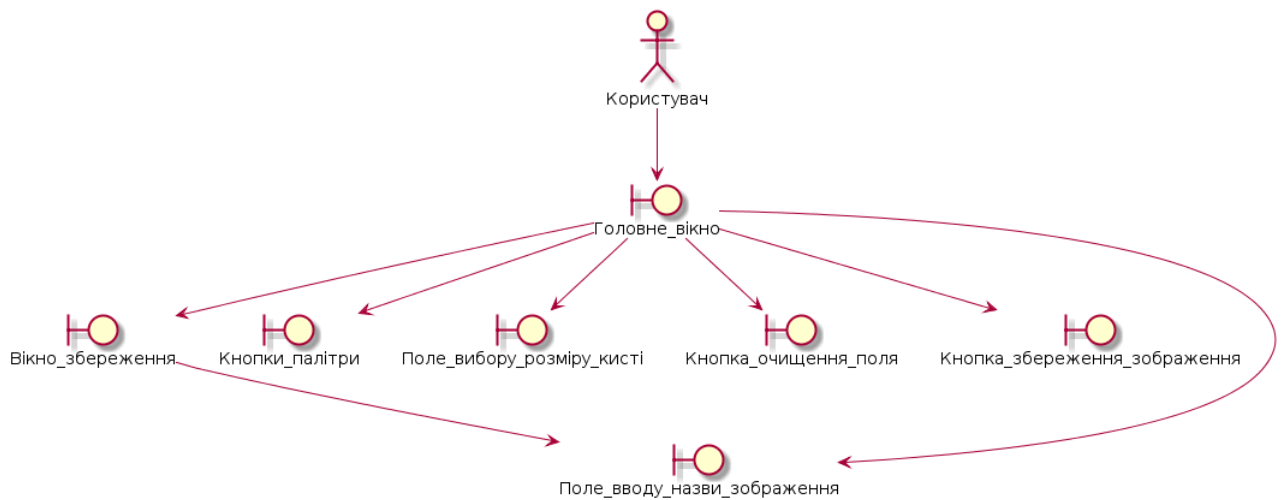 Користувач
Головне_вікно
Вікно_збереження
Кнопки_палітри
Поле_вибору_розміру_кисті
Кнопка_очищення_поля
Кнопка_збереження_зображення
Поле_вводу_назви_зображення